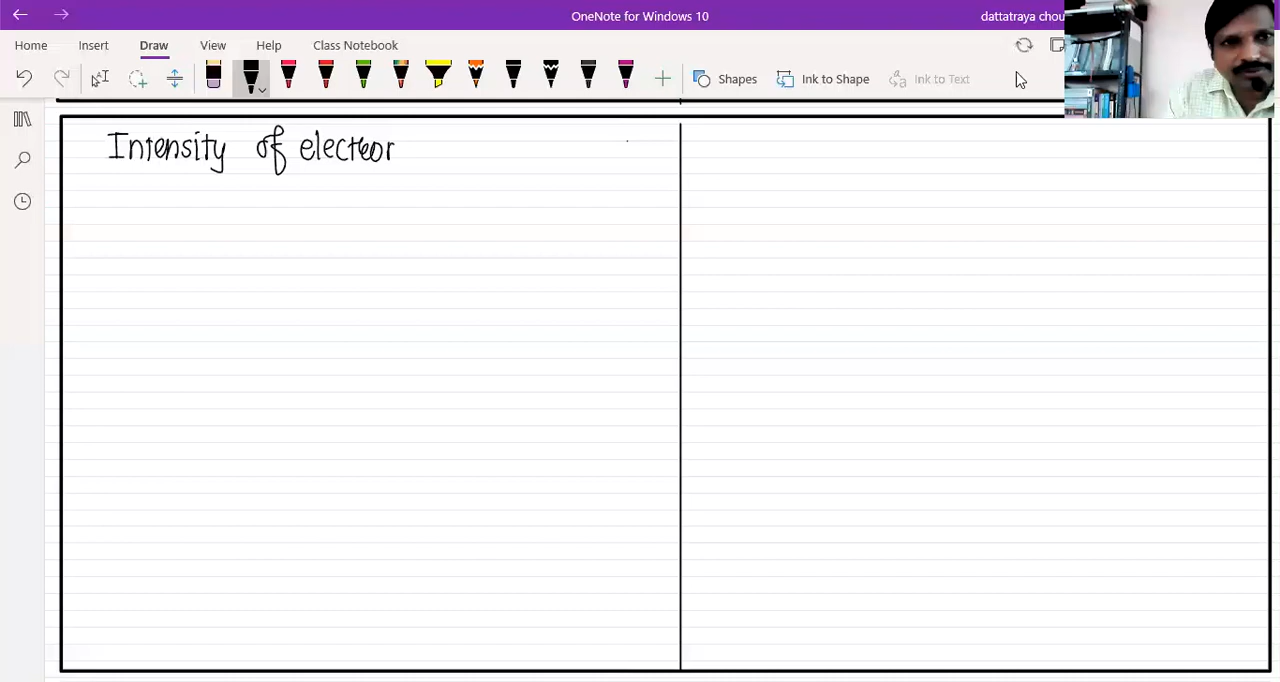 OneNote for Windows 10
dattatraya chou
Home Insert Draw View Help Class Notebook
Shapes Ink to Shape Ink to Text
Intensity of electror